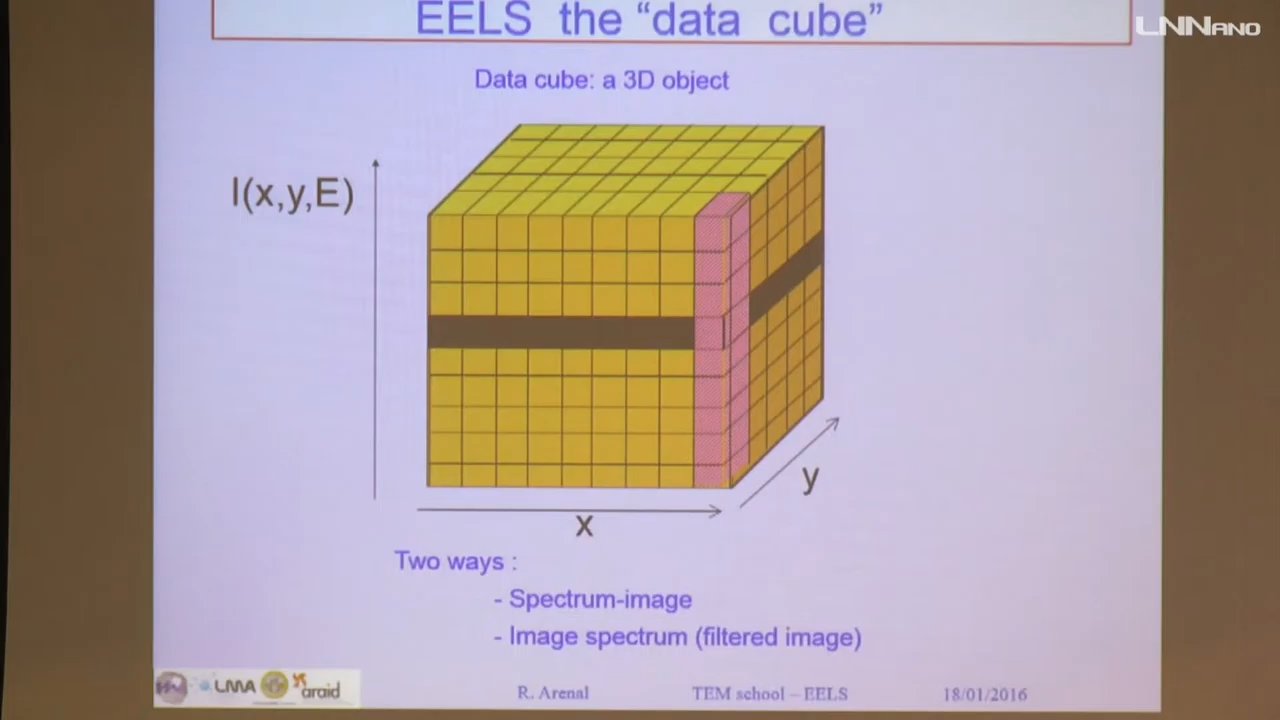 EELS the “data cube”
LNNANO
Data cube: a 3D object
I(x,y,E)
y
x
Two ways :
- Spectrum-image
- Image spectrum (filtered image)
LMA
araid
R. Arenal
TEM school – EELS
18/01/2016